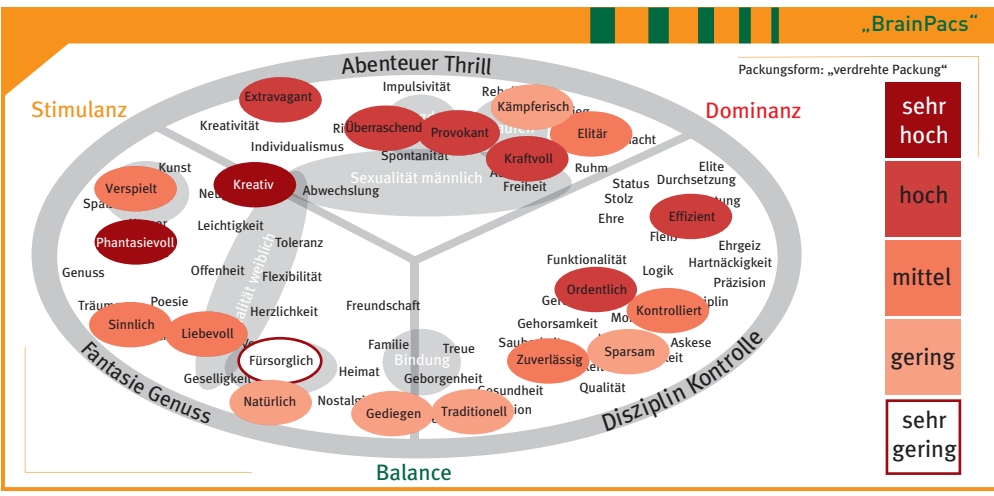 „BrainPacs“
Packungsform: „verdrehte Packung“
Abenteuer Thrill
Stimulanz
Dominanz
Extravagant
Impulsivität
Kämpferisch
Kreativität
Überraschend
Provokant
Elitär
Individualismus
Spontanität
Kraftvoll
Ruhm
Sexualität männlich
Freiheit
Kunst
Verspielt
Kreativ
Abwechslung
Phantasievoll
Leichtigkeit
Toleranz
Genuss
Offenheit
Flexibilität
Poesie
Herzlichkeit
Sinnlich
Liebevoll
Fürsorglich
Geselligkeit
Natürlich
Heimat
Freundschaft
Familie
Treue
Bindung
Geborgenheit
Gediegen
Traditionell
Elite
Durchsetzung
Status
Stolz
Ehre
Effizient
Fleiß
Ehrgeiz
Hartnäckigkeit
Funktionalität
Logik
Präzision
Ordentlich
Kontrolliert
Gehorsamkeit
Zuverlässig
Sparsam
Askese
Qualität
Fantasie Genuss
Disziplin Kontrolle
Balance
sehr
hoch
hoch
mittel
gering
sehr
gering